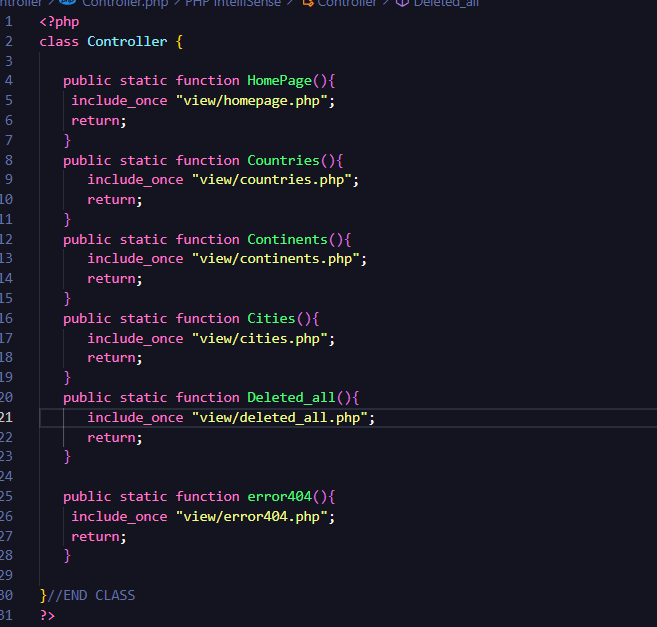 ntroller > Controller.php > PHP IntelliSense > Controller > Deleted_all
1 <?php
2 class Controller {
3
4 public static function HomePage(){
5 include_once "view/homepage.php";
6 return;
7 }
8 public static function Countries(){
9 include_once "view/countries.php";
10 return;
11 }
12 public static function Continents(){
13 include_once "view/continents.php";
14 return;
15 }
16 public static function Cities(){
17 include_once "view/cities.php";
18 return;
19 }
20 public static function Deleted_all(){
21 include_once "view/deleted_all.php";
22 return;
23 }
24
25 public static function error404(){
26 include_once "view/error404.php";
27 return;
28 }
29
30 }//END CLASS
31 ?>